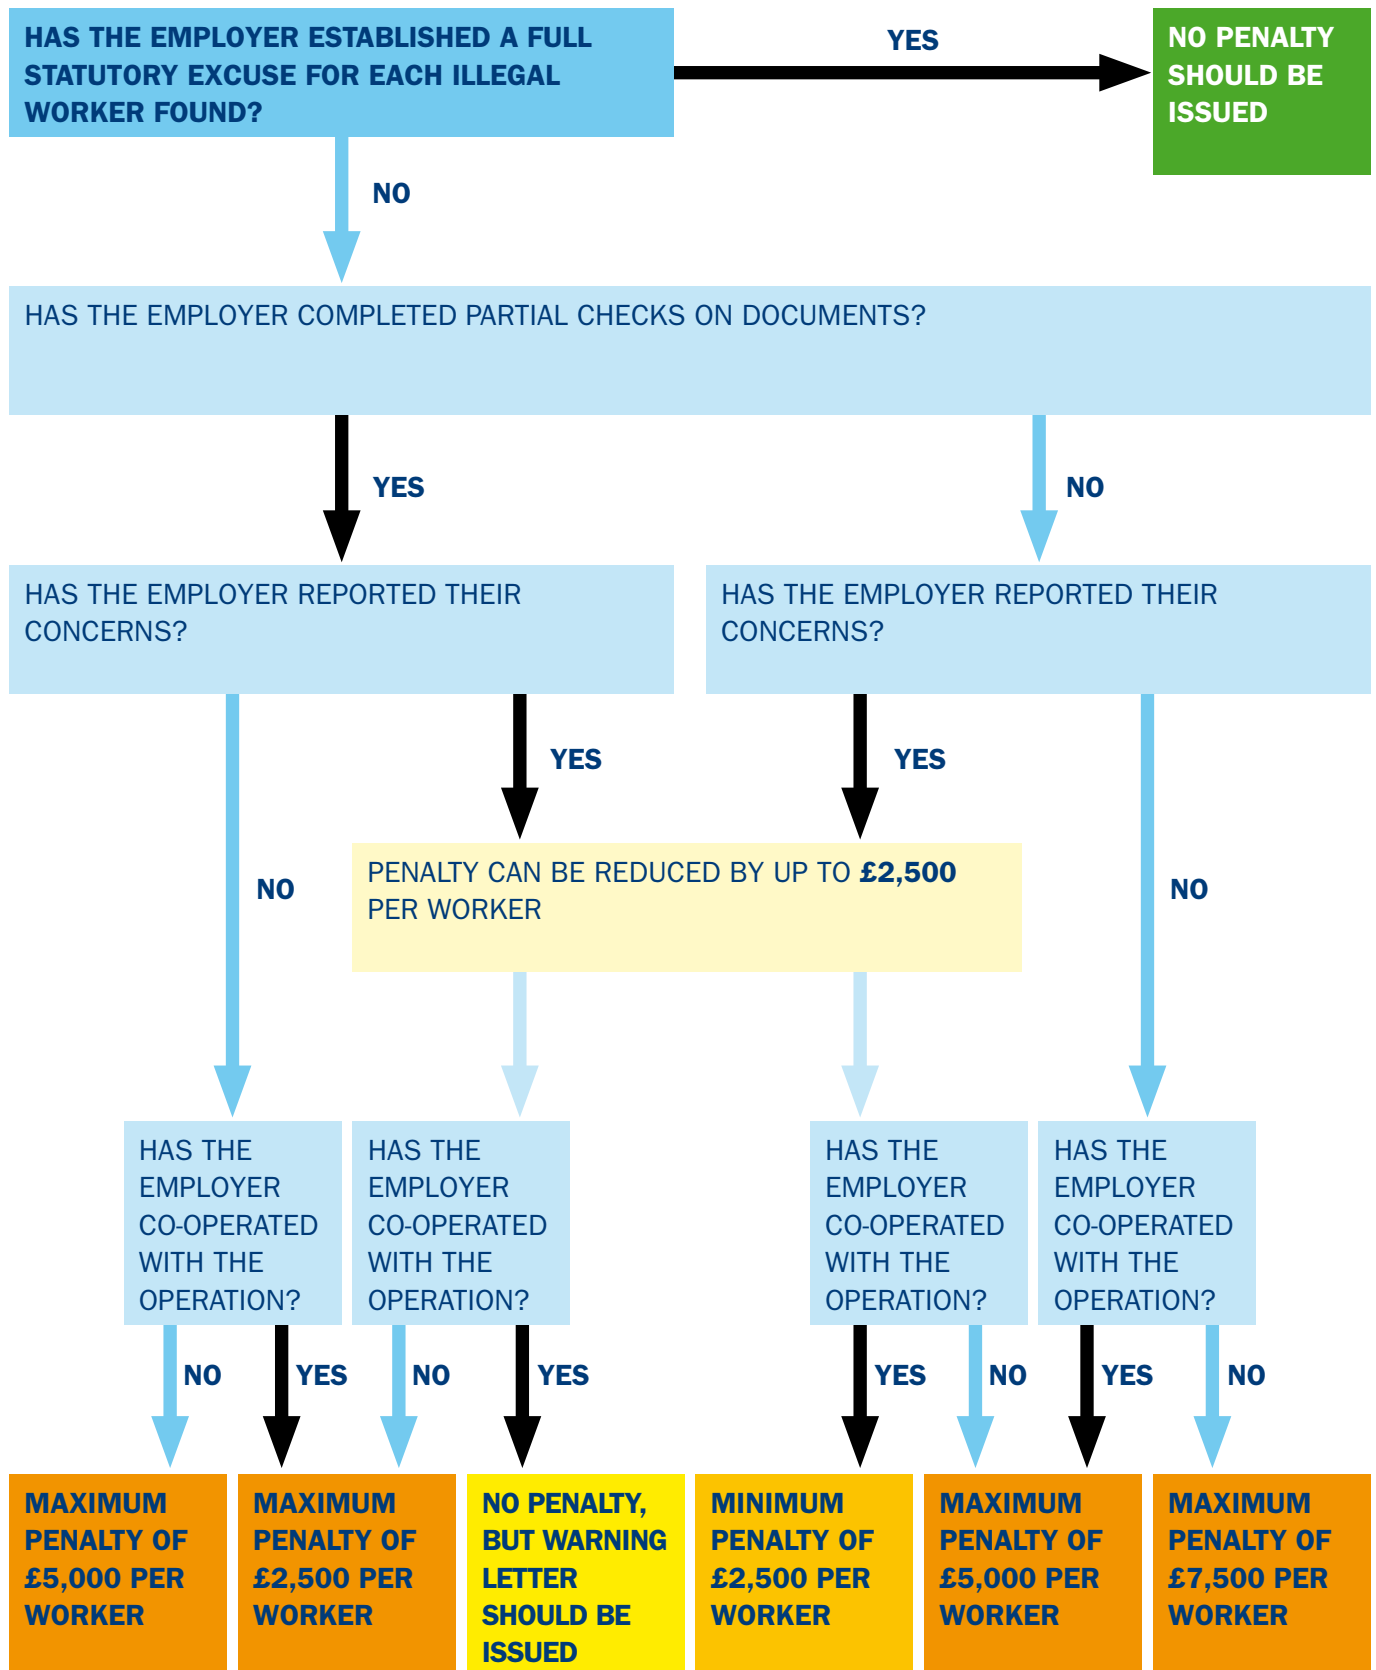 HAS THE EMPLOYER ESTABLISHED A FULL
STATUTORY EXCUSE FOR EACH ILLEGAL
WORKER FOUND?
YES
NO PENALTY
SHOULD BE
ISSUED
NO
HAS THE EMPLOYER COMPLETED PARTIAL CHECKS ON DOCUMENTS?
YES
NO
HAS THE EMPLOYER REPORTED THEIR
CONCERNS?
HAS THE EMPLOYER REPORTED THEIR
CONCERNS?
YES
YES
NO
PENALTY CAN BE REDUCED BY UP TO £2,500
PER WORKER
NO
HAS THE
EMPLOYER
CO-OPERATED
WITH THE
OPERATION?
HAS THE
EMPLOYER
CO-OPERATED
WITH THE
OPERATION?
HAS THE
EMPLOYER
CO-OPERATED
WITH THE
OPERATION?
HAS THE
EMPLOYER
CO-OPERATED
WITH THE
OPERATION?
NO
YES
NO
YES
YES
NO
YES
NO
MAXIMUM
PENALTY OF
£5,000 PER
WORKER
MAXIMUM
PENALTY OF
£2,500 PER
WORKER
NO PENALTY,
BUT WARNING
LETTER
SHOULD BE
ISSUED
MINIMUM
PENALTY OF
£2,500 PER
WORKER
MAXIMUM
PENALTY OF
£5,000 PER
WORKER
MAXIMUM
PENALTY OF
£7,500 PER
WORKER